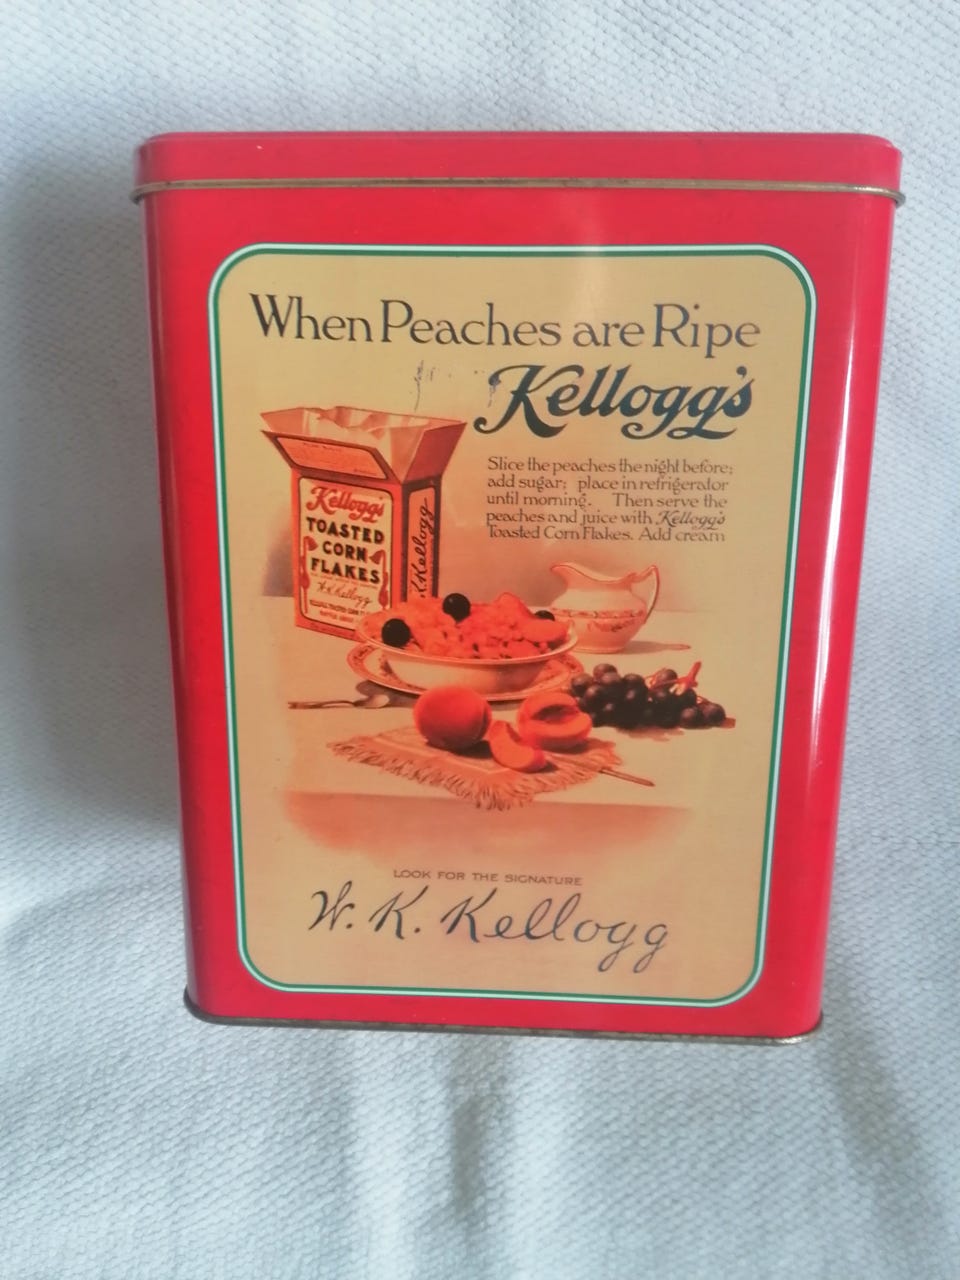 When Peaches are Ripe
Kellogg's
Slice the peaches the night before;
add sugar; place in refrigerator
until morning. Then serve the
peaches and juice with Kellogg's
Toasted Corn Flakes. Add cream
Kellogg's
TOASTED
CORN
FLAKES
W.K.Kellogg
W.K.Kellogg
LOOK FOR THE SIGNATURE
W. K. Kellogg